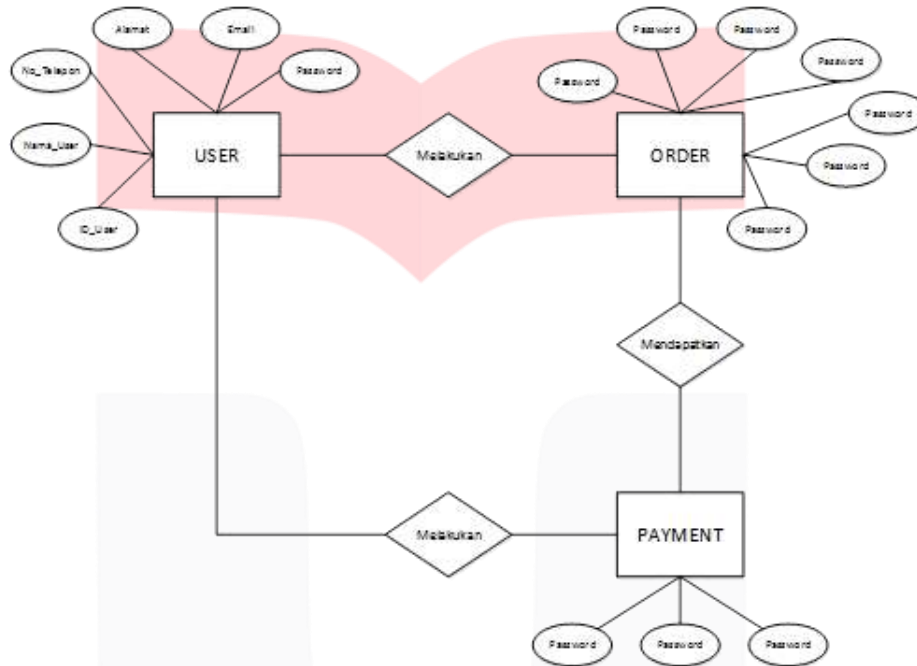 Alamat
Email
No_Telepon
Password
Nama_User
ID_User
USER
Melakukan
Password
Password
Password
Password
Password
Password
Password
ORDER
Mendapatkan
Melakukan
PAYMENT
Password
Password
Password